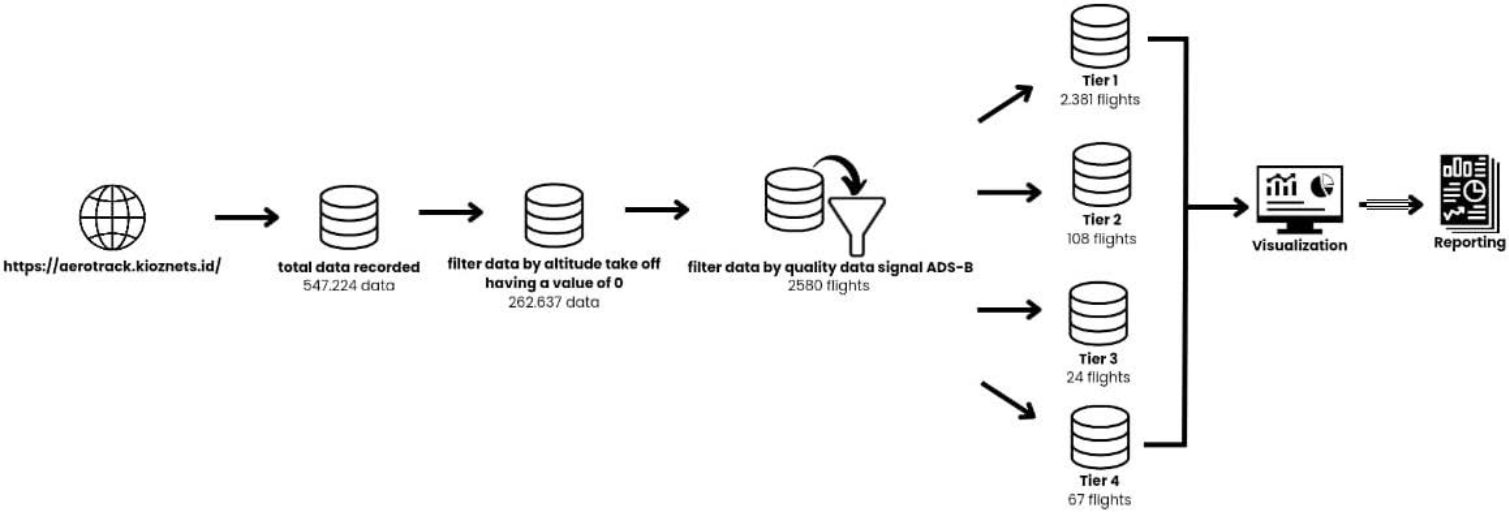 https://aerotrack.kioznets.id/
total data recorded
547.224 data
filter data by altitude take off
having a value of 0
262.637 data
filter data by quality data signal ADS-B
2580 flights
Tier 1
2.381 flights
Tier 2
108 flights
Tier 3
24 flights
Tier 4
67 flights
Visualization
Reporting